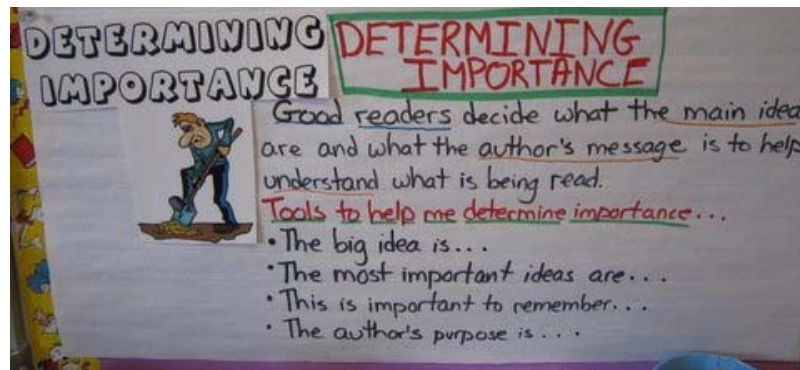 DETERMINING
IMPORTANCE
DETERMINING
IMPORTANCE
Good readers decide what the main idea
are and what the author's message is to help
understand what is being read.
Tools to help me determine importance...
• The big idea is...
• The most important ideas are...
• This is important to remember...
• The author's purpose is...